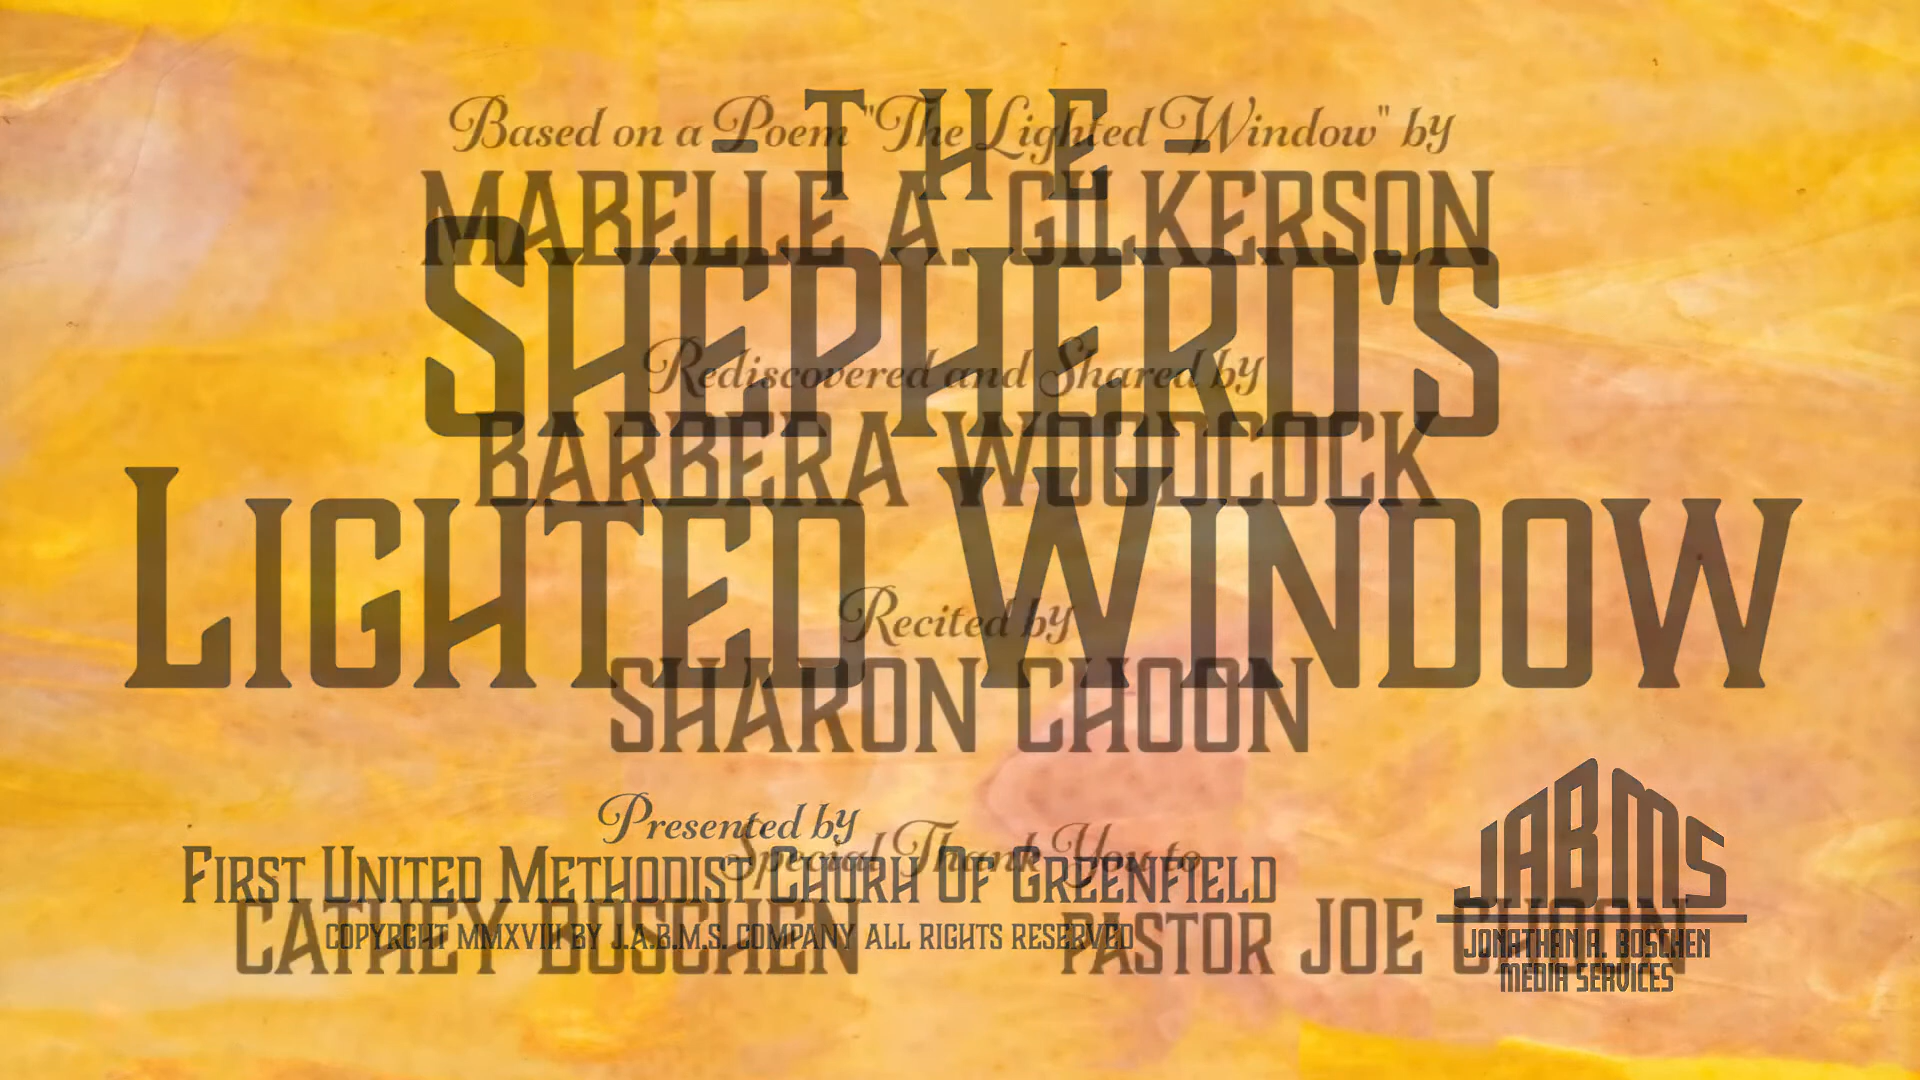 - THE -
SHEPHERD'S
LIGHTED WINDOW
Presented by
FIRST UNITED METHODIST CHURH OF GREENFIELD
COPYRGHT MMXVIII BY J.A.B.M.S. COMPANY ALL RIGHTS RESERVED
JABMS
JONATHAN A. BOSCHEN
MEDIA SERVICES
Based on a Poem "The Lighted Window" by
MABELLE A. GILKERSON
Rediscovered and Shared by
BARBERA WOODCOCK
Recited by
SHARON CHOON
Special Thank You to
CATHEY BOSCHEN PASTOR JOE CHOON